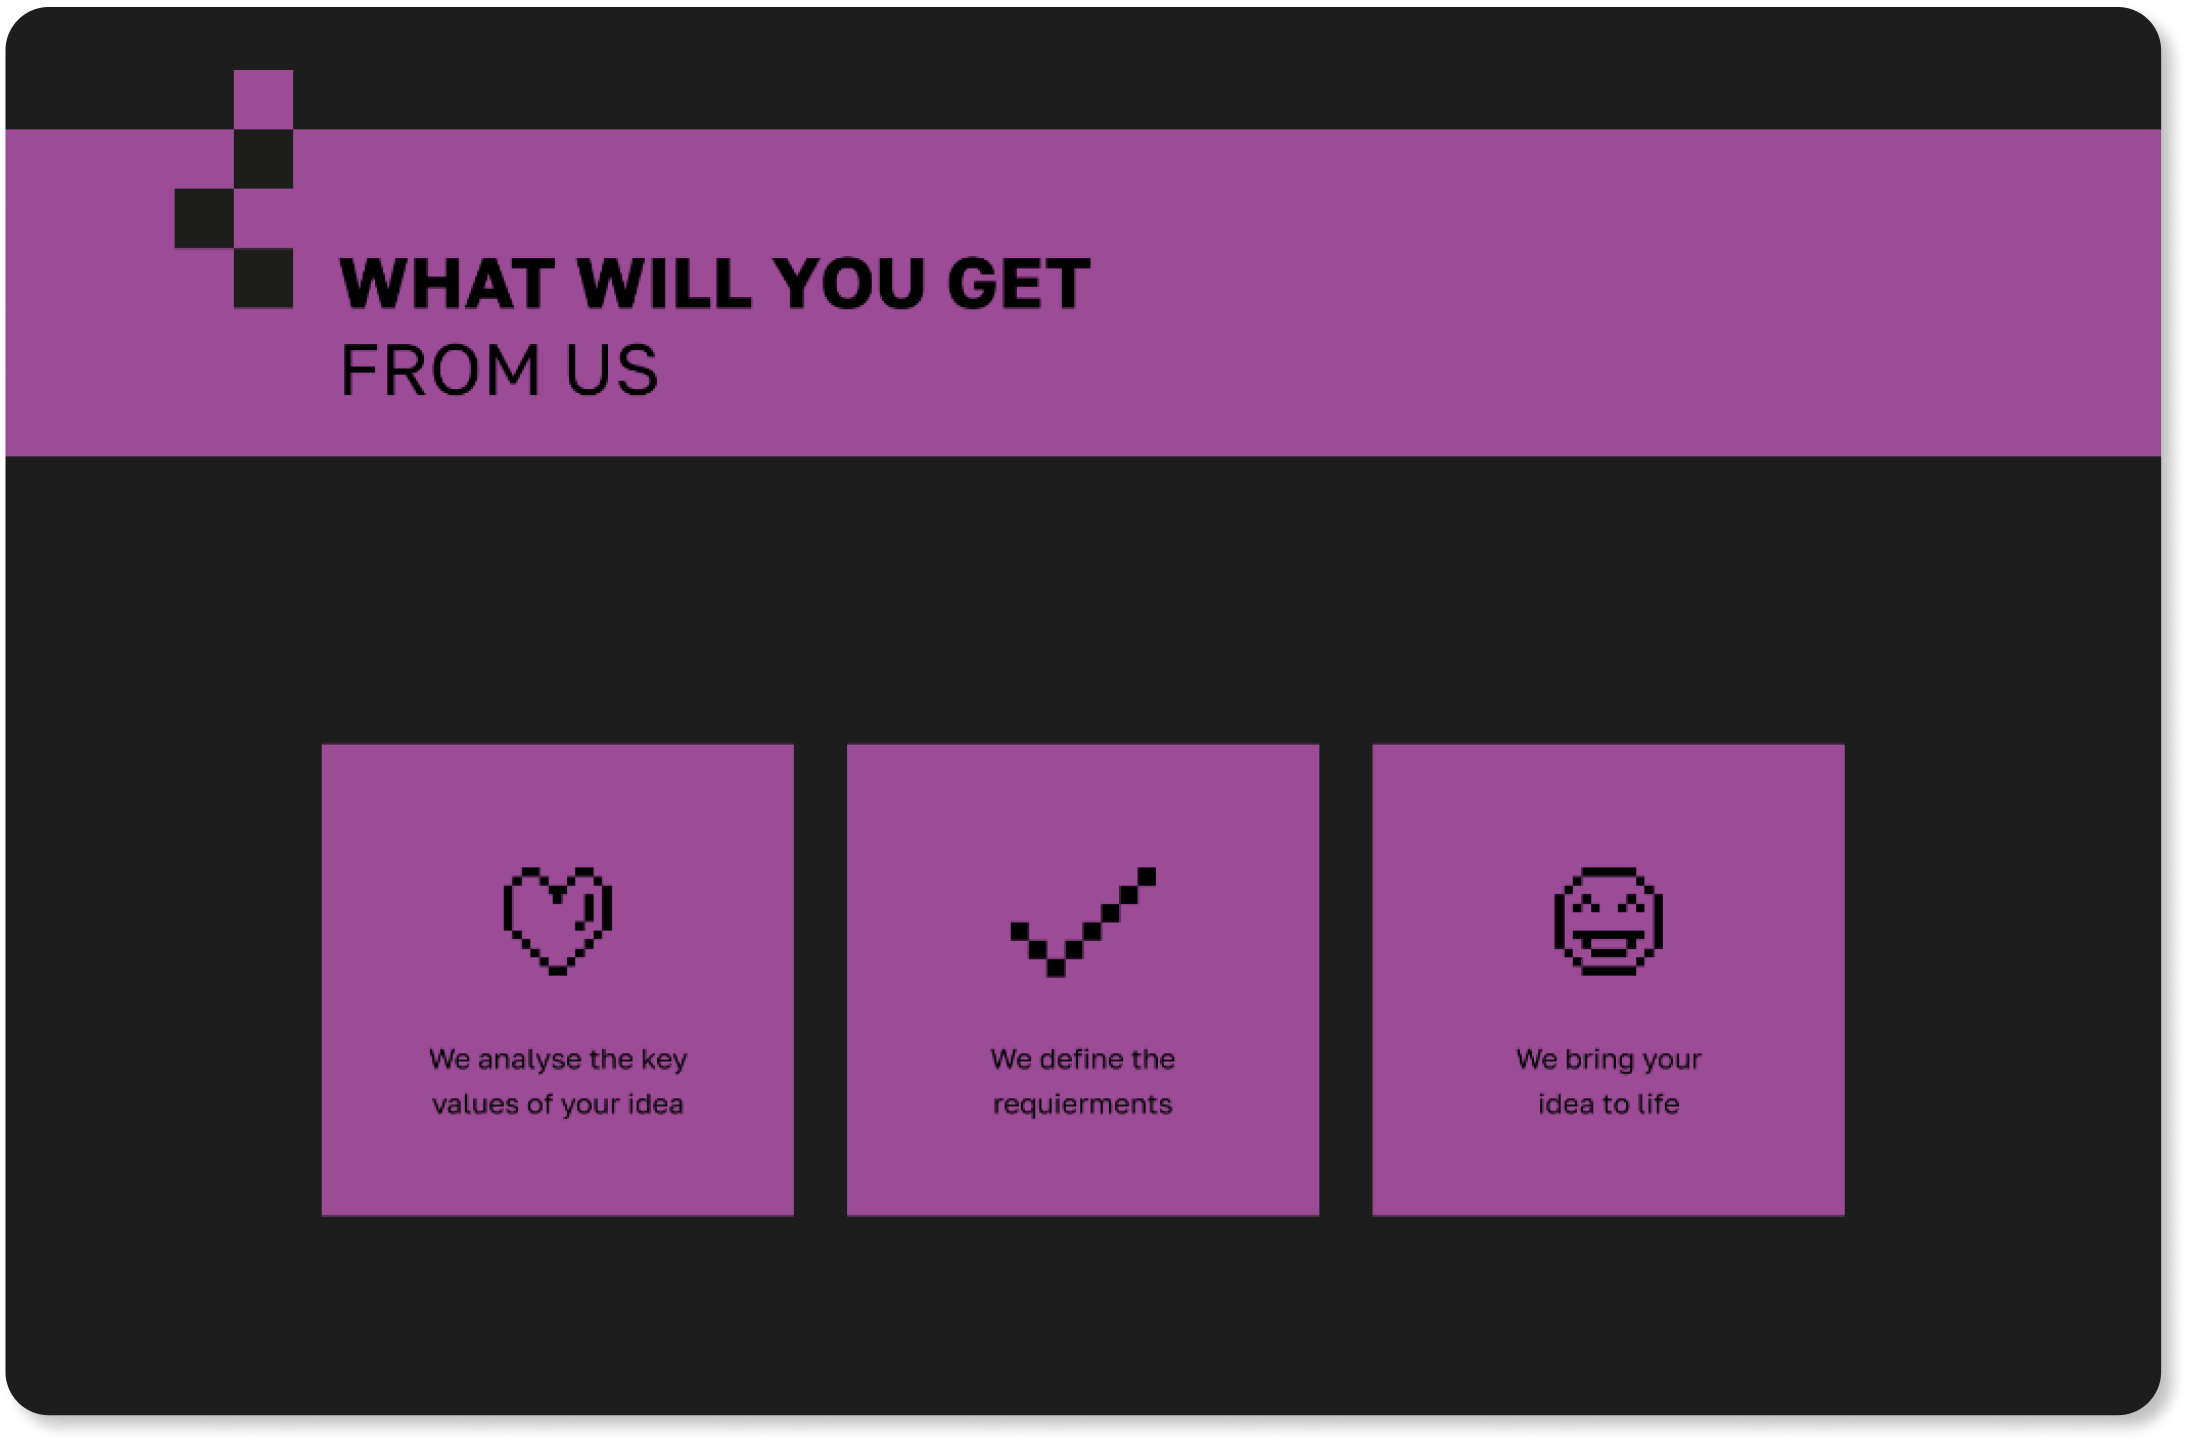 WHAT WILL YOU GET
FROM US
We analyse the key
values of your idea
We define the
requierments
We bring your
idea to life